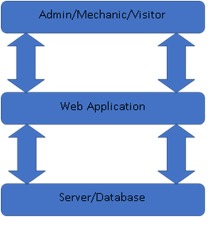 Admin/Mechanic/Visitor
Web Application
Server/Database